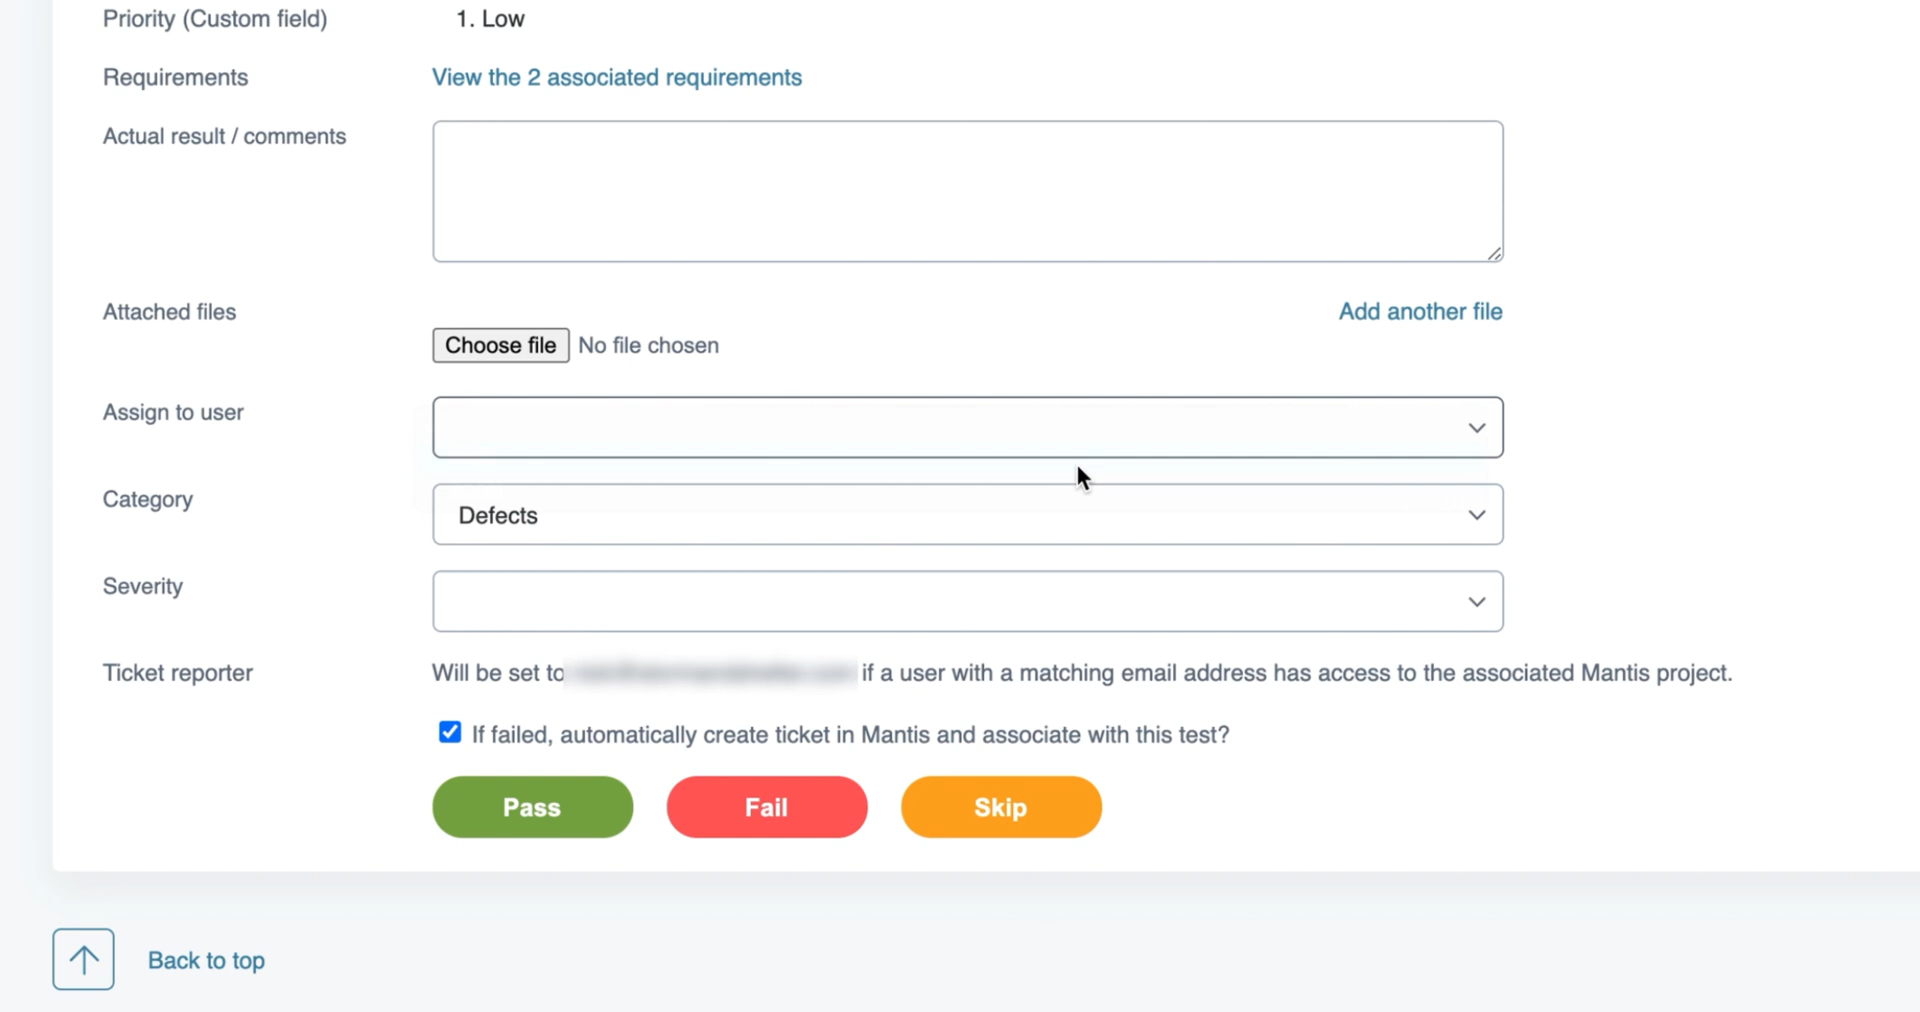 Priority (Custom field) 1. Low
Requirements View the 2 associated requirements
Actual result / comments
Attached files Add another file
Choose file No file chosen
Assign to user
Category Defects
Severity
Ticket reporter Will be set to if a user with a matching email address has access to the associated Mantis project.
If failed, automatically create ticket in Mantis and associate with this test?
Pass Fail Skip
Back to top